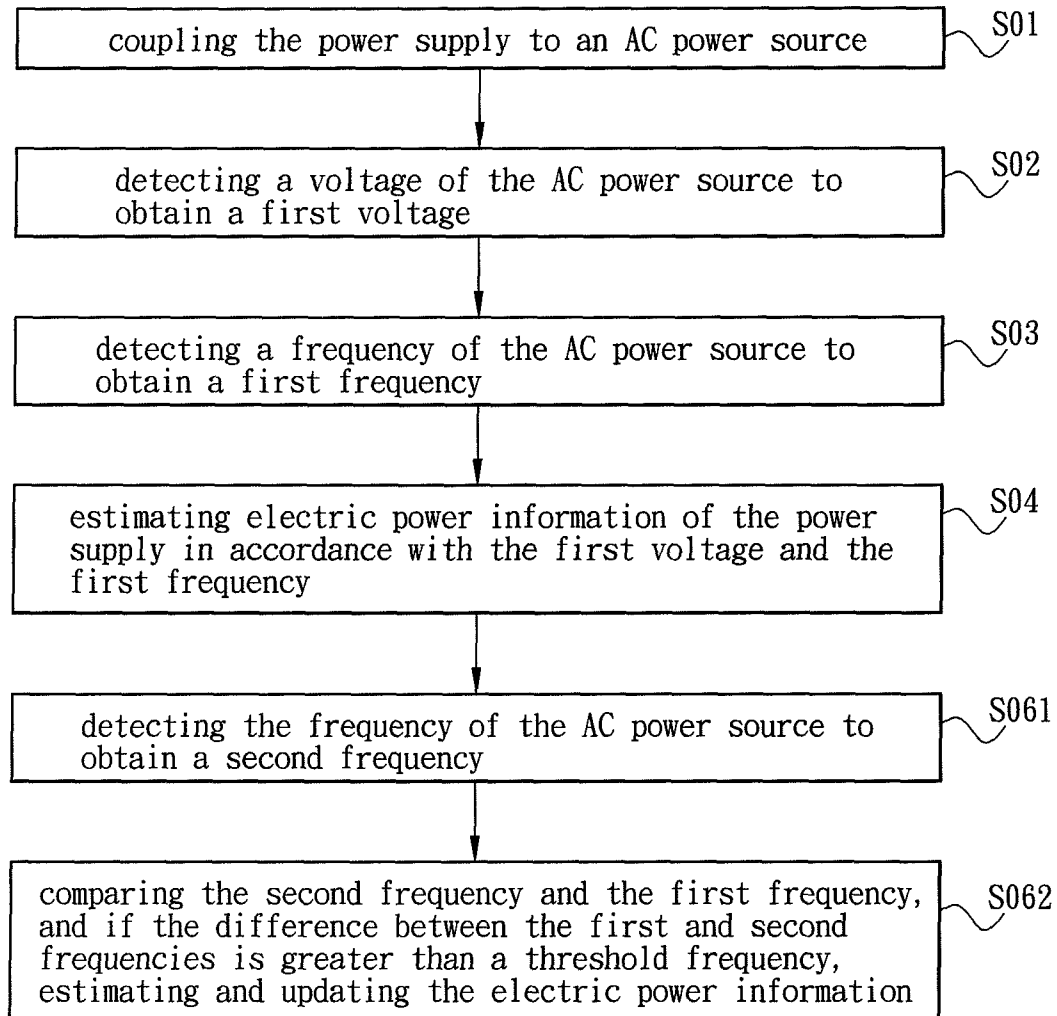 coupling the power supply to an AC power source
S01
detecting a voltage of the AC power source to
obtain a first voltage
S02
detecting a frequency of the AC power source to
obtain a first frequency
S03
estimating electric power information of the power
supply in accordance with the first voltage and the
first frequency
S04
detecting the frequency of the AC power source to
obtain a second frequency
S061
comparing the second frequency and the first frequency,
and if the difference between the first and second
frequencies is greater than a threshold frequency,
estimating and updating the electric power information
S062